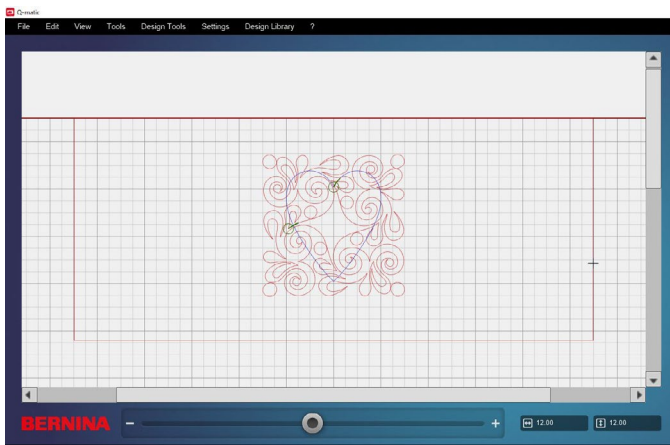 Q-matic
File Edit View Tools Design Tools Settings Design Library ?
BERNINA - + 12.00 12.00